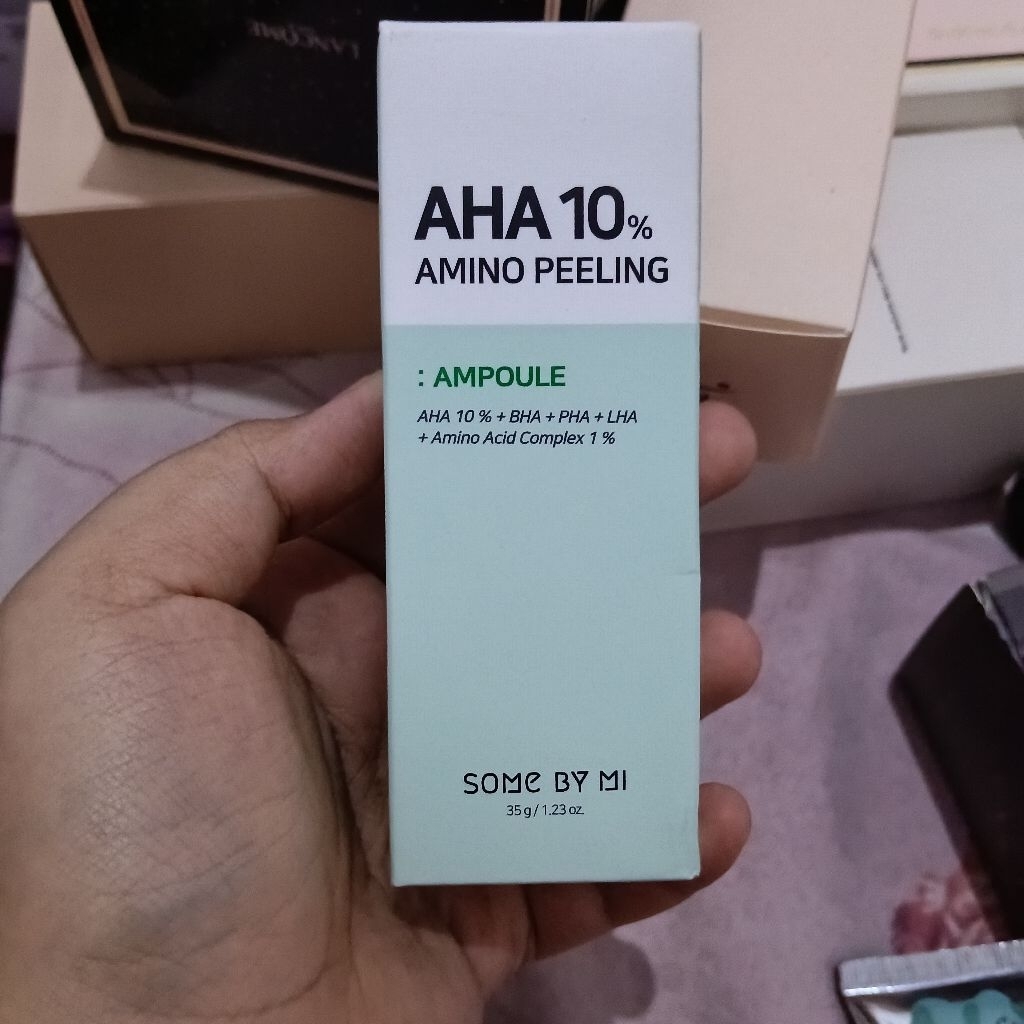 LANCÔME
AHA 10%
AMINO PEELING
: AMPOULE
AHA 10 % + BHA + PHA + LHA
+ Amino Acid Complex 1 %
SOME BY MI
35 g / 1.23 oz.